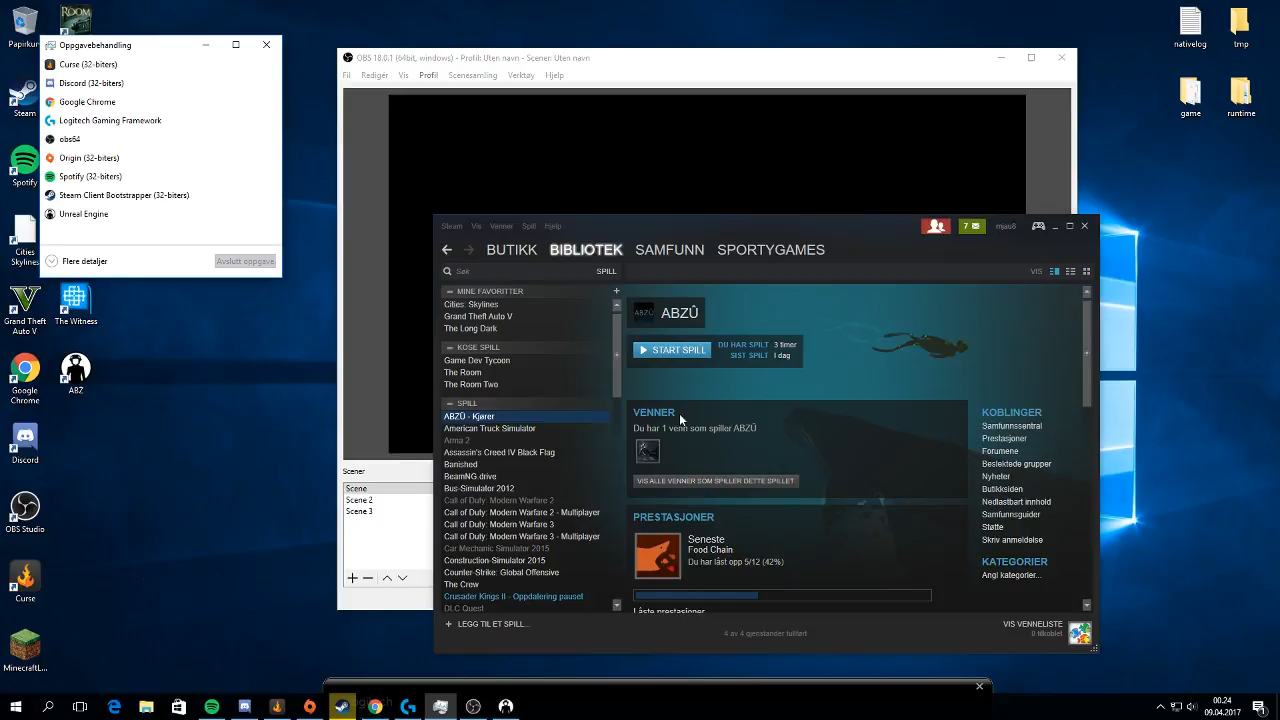 Papirkurv
ROOM
Steam
Spotify
Cities
Skylines
Grand Theft
Auto V
The Witness
Google
Chrome
ABZ
Discord
OBS Studio
Curse
MinecraftL...
nativelog
tmp
game
runtime
Oppgavebehandling
Curse (32-biters)
Discord (32-biters)
Google Chrome
Logitech Gaming Framework
obs64
Origin (32-biters)
Spotify (32-biters)
Steam Client Bootstrapper (32-biters)
Unreal Engine
Flere detaljer
Avslutt oppgave
OBS 18.0.1 (64bit, windows) - Profil: Uten navn - Scener: Uten navn
Fil Redigér Vis Profil Scenesamling Verktøy Hjelp
Scener
Scene
Scene 2
Scene 3
Steam Vis Venner Spill Hjelp
7
mjau8
BUTIKK BIBLIOTEK SAMFUNN SPORTYGAMES
Søk
SPILL
VIS
MINE FAVORITTER
Cities: Skylines
Grand Theft Auto V
The Long Dark
KOSE SPILL
Game Dev Tycoon
The Room
The Room Two
SPILL
ABZÛ - Kjører
American Truck Simulator
Arma 2
Assassin's Creed IV Black Flag
Banished
BeamNG.drive
Bus-Simulator 2012
Call of Duty: Modern Warfare 2
Call of Duty: Modern Warfare 2 - Multiplayer
Call of Duty: Modern Warfare 3
Call of Duty: Modern Warfare 3 - Multiplayer
Car Mechanic Simulator 2015
Construction-Simulator 2015
Counter-Strike: Global Offensive
The Crew
Crusader Kings II - Oppdatering pauset
DLC Quest
LEGG TIL ET SPILL...
ABZÛ
ABZÛ
START SPILL
DU HAR SPILT 3 timer
SIST SPILT I dag
VENNER
Du har 1 venn som spiller ABZÛ
VIS ALLE VENNER SOM SPILLER DETTE SPILLET
PRESTASJONER
Seneste
Food Chain
Du har låst opp 5/12 (42%)
Låste prestasjoner
KOBLINGER
Samfunnssentral
Prestasjoner
Forumene
Beslektede grupper
Nyheter
Butikksiden
Nedlastbart innhold
Samfunnsguider
Støtte
Skriv anmeldelse
KATEGORIER
Angi kategorier...
4 av 4 gjenstander fullført
VIS VENNELISTE
0 tilkoblet
00.24
09.04.2017
1